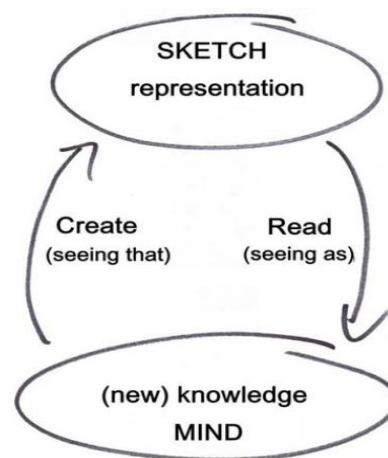 SKETCH
representation
Create
(seeing that)
Read
(seeing as)
(new) knowledge
MIND